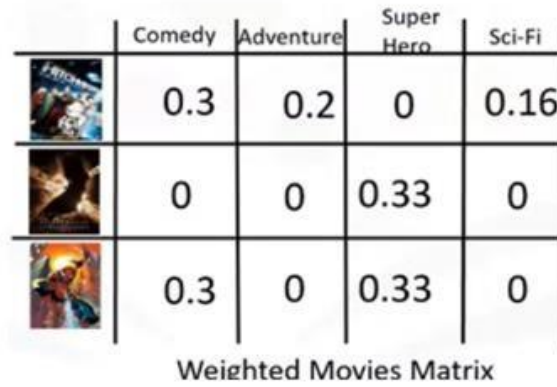 Comedy Adventure Super Hero Sci-Fi
0.3 0.2 0 0.16
0 0 0.33 0
0.3 0 0.33 0
Weighted Movies Matrix